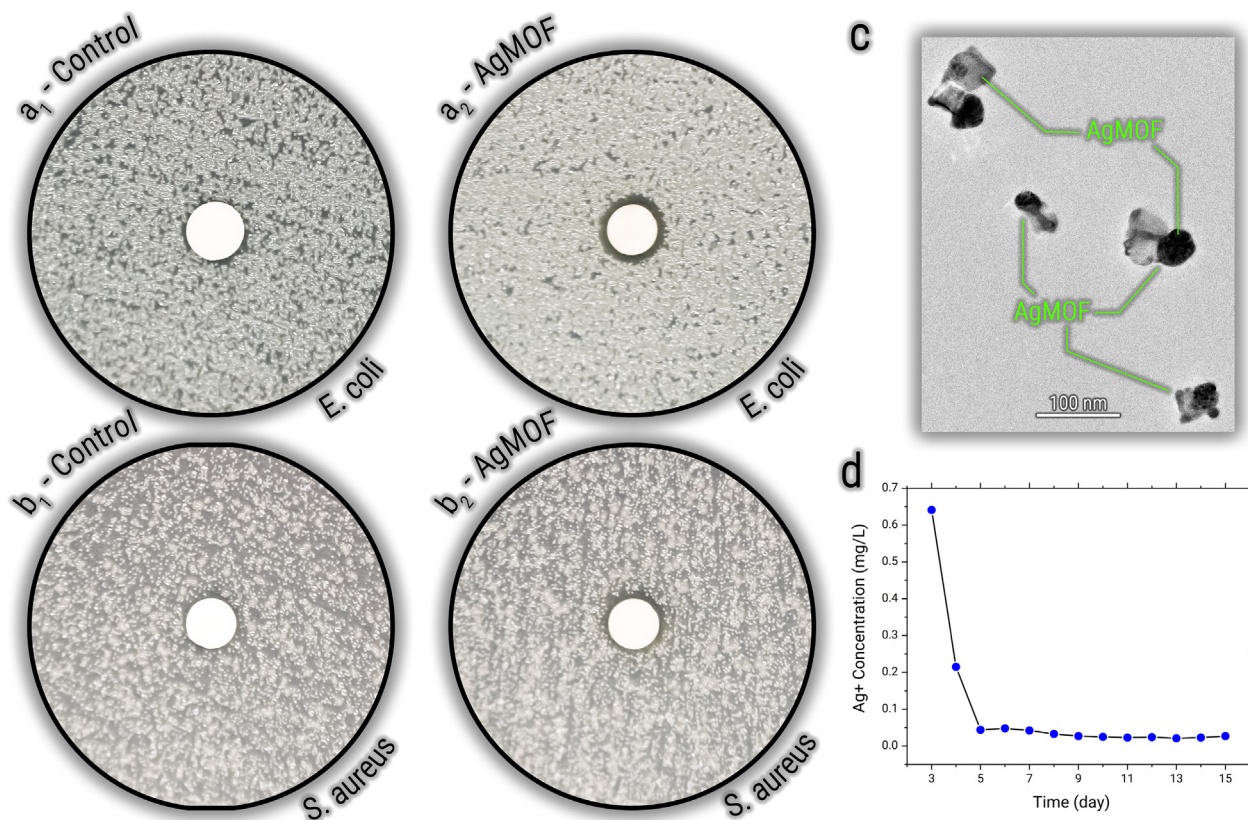 a₁ - Control
E. coli
a₂ - AgMOF
E. coli
b₁ - Control
S. aureus
b₂ - AgMOF
S. aureus
c
AgMOF
AgMOF
100 nm
d
Ag+ Concentration (mg/L)
0.7
0.6
0.5
0.4
0.3
0.2
0.1
0.0
3 5 7 9 11 13 15
Time (day)